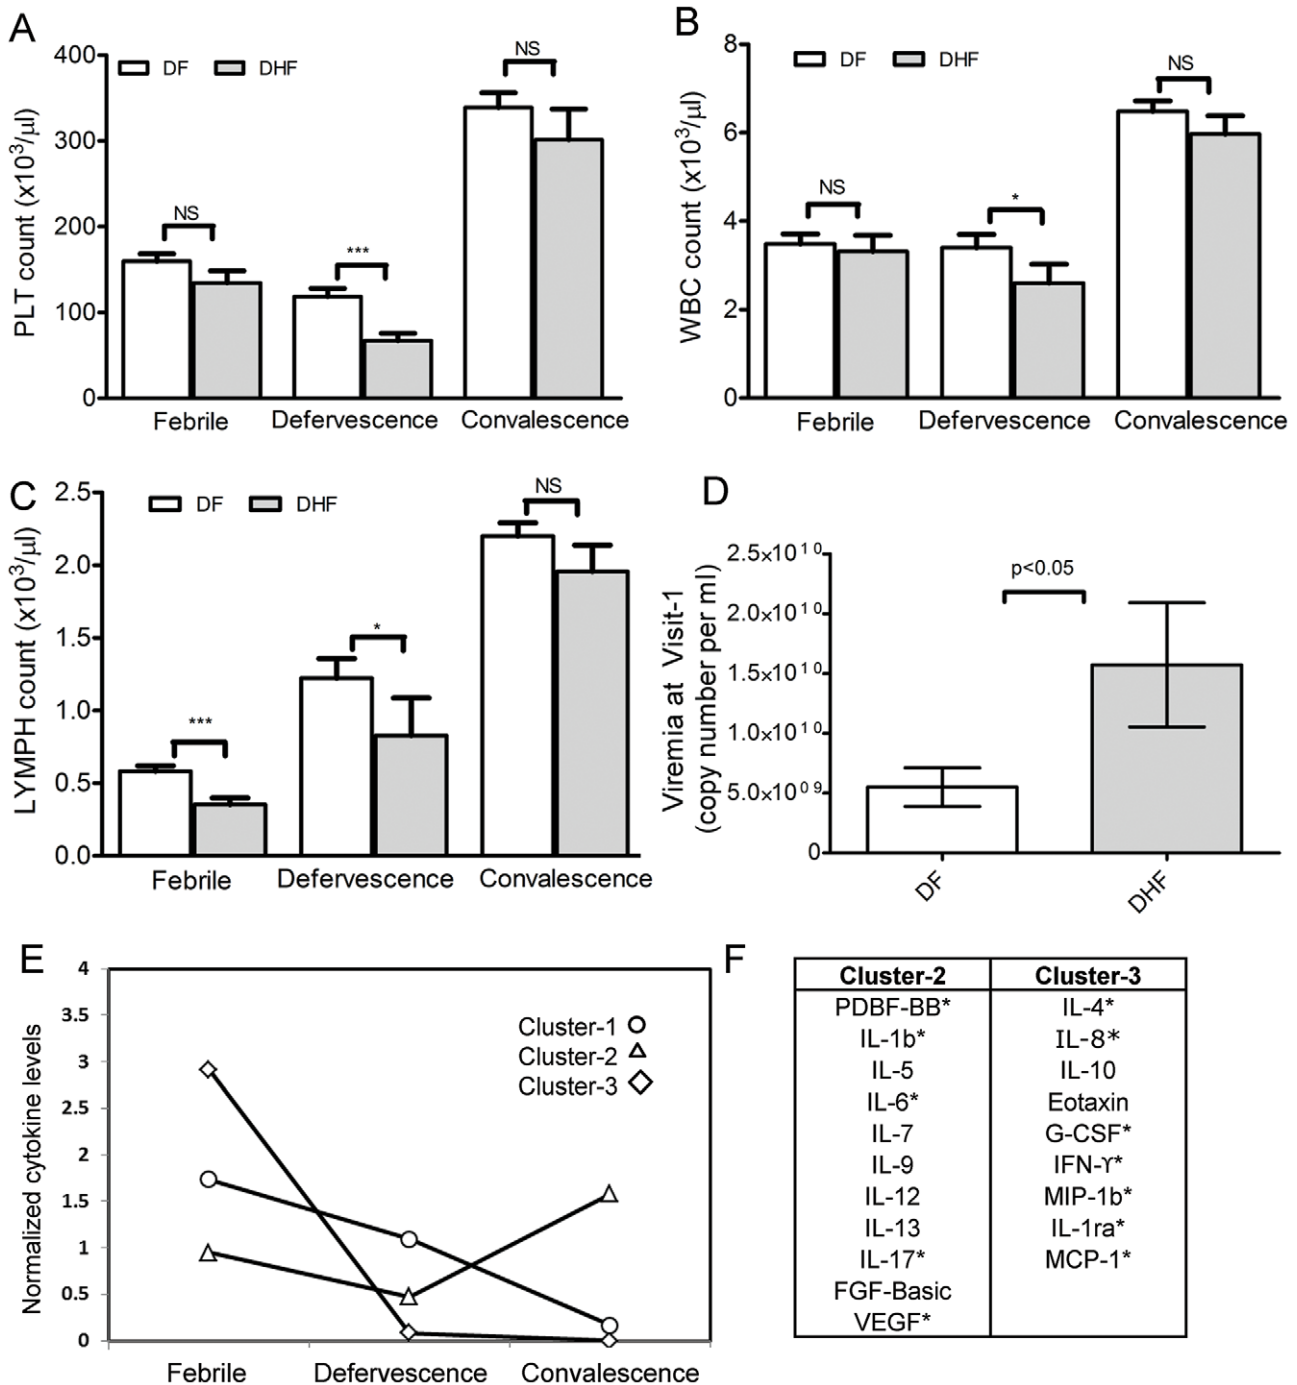 A
PLT count (x10³/µl)
400
300
200
100
0
DF DHF
NS
***
NS
Febrile Defervescence Convalescence
B
WBC count (x10³/µl)
8
6
4
2
0
DF DHF
NS
*
NS
Febrile Defervescence Convalescence
C
LYMPH count (x10³/µl)
2.5
2.0
1.5
1.0
0.5
0.0
DF DHF
***
*
NS
Febrile Defervescence Convalescence
D
Viremia at Visit-1
(copy number per ml)
2.5x10¹⁰
2.0x10¹⁰
1.5x10¹⁰
1.0x10¹⁰
5.0x10⁰⁹
0
p<0.05
DF DHF
E
Normalized cytokine levels
4
3.5
3
2.5
2
1.5
1
0.5
0
Cluster-1
Cluster-2
Cluster-3
Febrile Defervescence Convalescence
F
Cluster-2 Cluster-3
PDBF-BB* IL-4*
IL-1b* IL-8*
IL-5 IL-10
IL-6* Eotaxin
IL-7 G-CSF*
IL-9 IFN-ϒ*
IL-12 MIP-1b*
IL-13 IL-1ra*
IL-17* MCP-1*
FGF-Basic
VEGF*